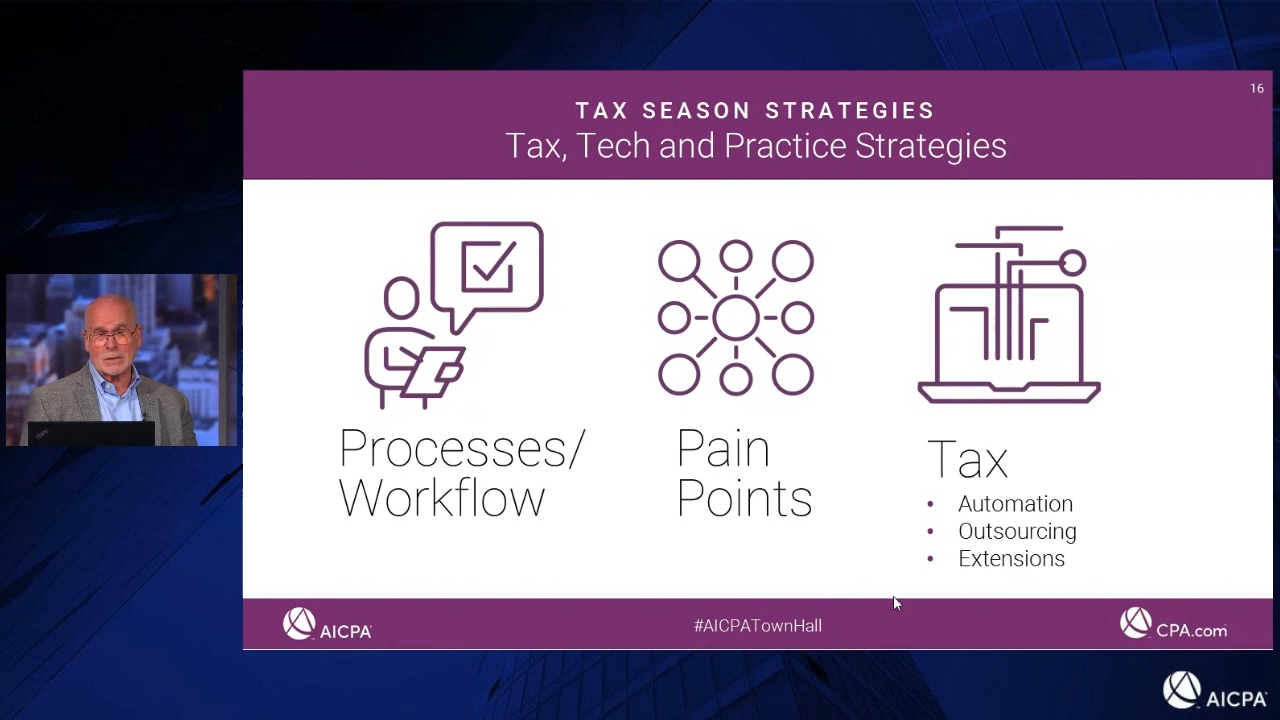 16
TAX SEASON STRATEGIES
Tax, Tech and Practice Strategies
Processes/
Workflow
Pain
Points
Tax
• Automation
• Outsourcing
• Extensions
AICPA
#AICPATownHall
CPA.com
AICPA